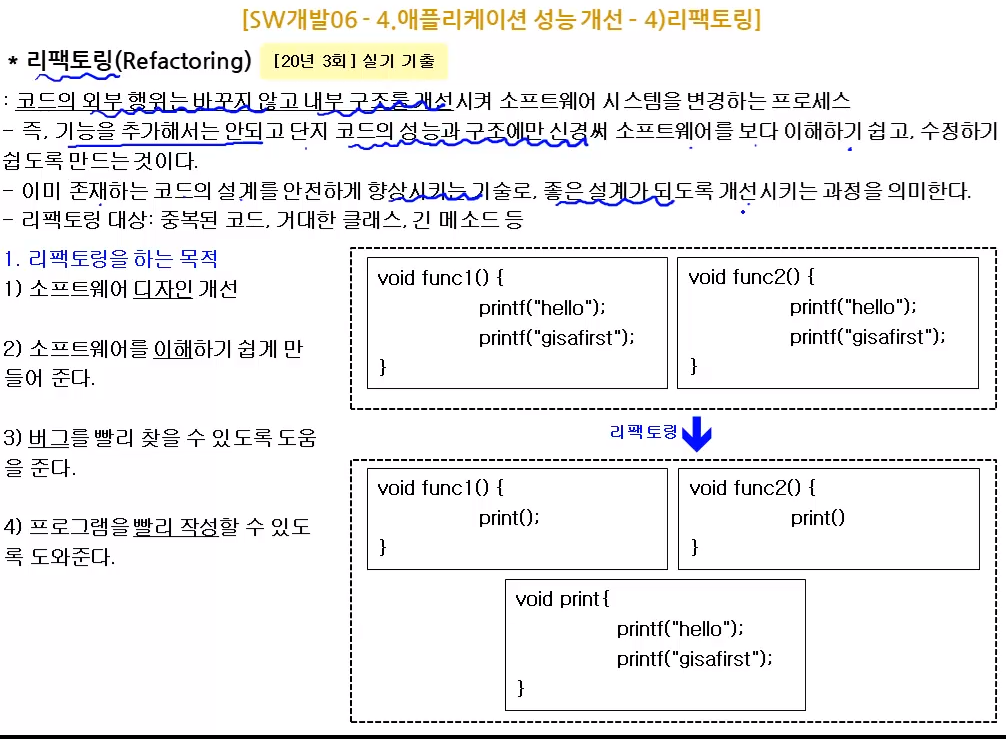 [SW개발06 - 4.애플리케이션 성능 개선 - 4)리팩토링]
* 리팩토링(Refactoring) [20년 3회] 실기 기출
: 코드의 외부 행위는 바꾸지 않고 내부 구조를 개선시켜 소프트웨어 시스템을 변경하는 프로세스
- 즉, 기능을 추가해서는 안되고 단지 코드의 성능과 구조에만 신경써 소프트웨어를 보다 이해하기 쉽고, 수정하기
쉽도록 만드는 것이다.
- 이미 존재하는 코드의 설계를 안전하게 향상시키는 기술로, 좋은 설계가 되도록 개선시키는 과정을 의미한다.
- 리팩토링 대상: 중복된 코드, 거대한 클래스, 긴 메소드 등
1. 리팩토링을 하는 목적
1) 소프트웨어 디자인 개선
2) 소프트웨어를 이해하기 쉽게 만
들어 준다.
3) 버그를 빨리 찾을 수 있도록 도움
을 준다.
4) 프로그램을 빨리 작성할 수 있도
록 도와준다.
void func1() {
printf("hello");
printf("gisafirst");
}
void func2() {
printf("hello");
printf("gisafirst");
}
리팩토링
void func1() {
print();
}
void func2() {
print()
}
void print{
printf("hello");
printf("gisafirst");
}